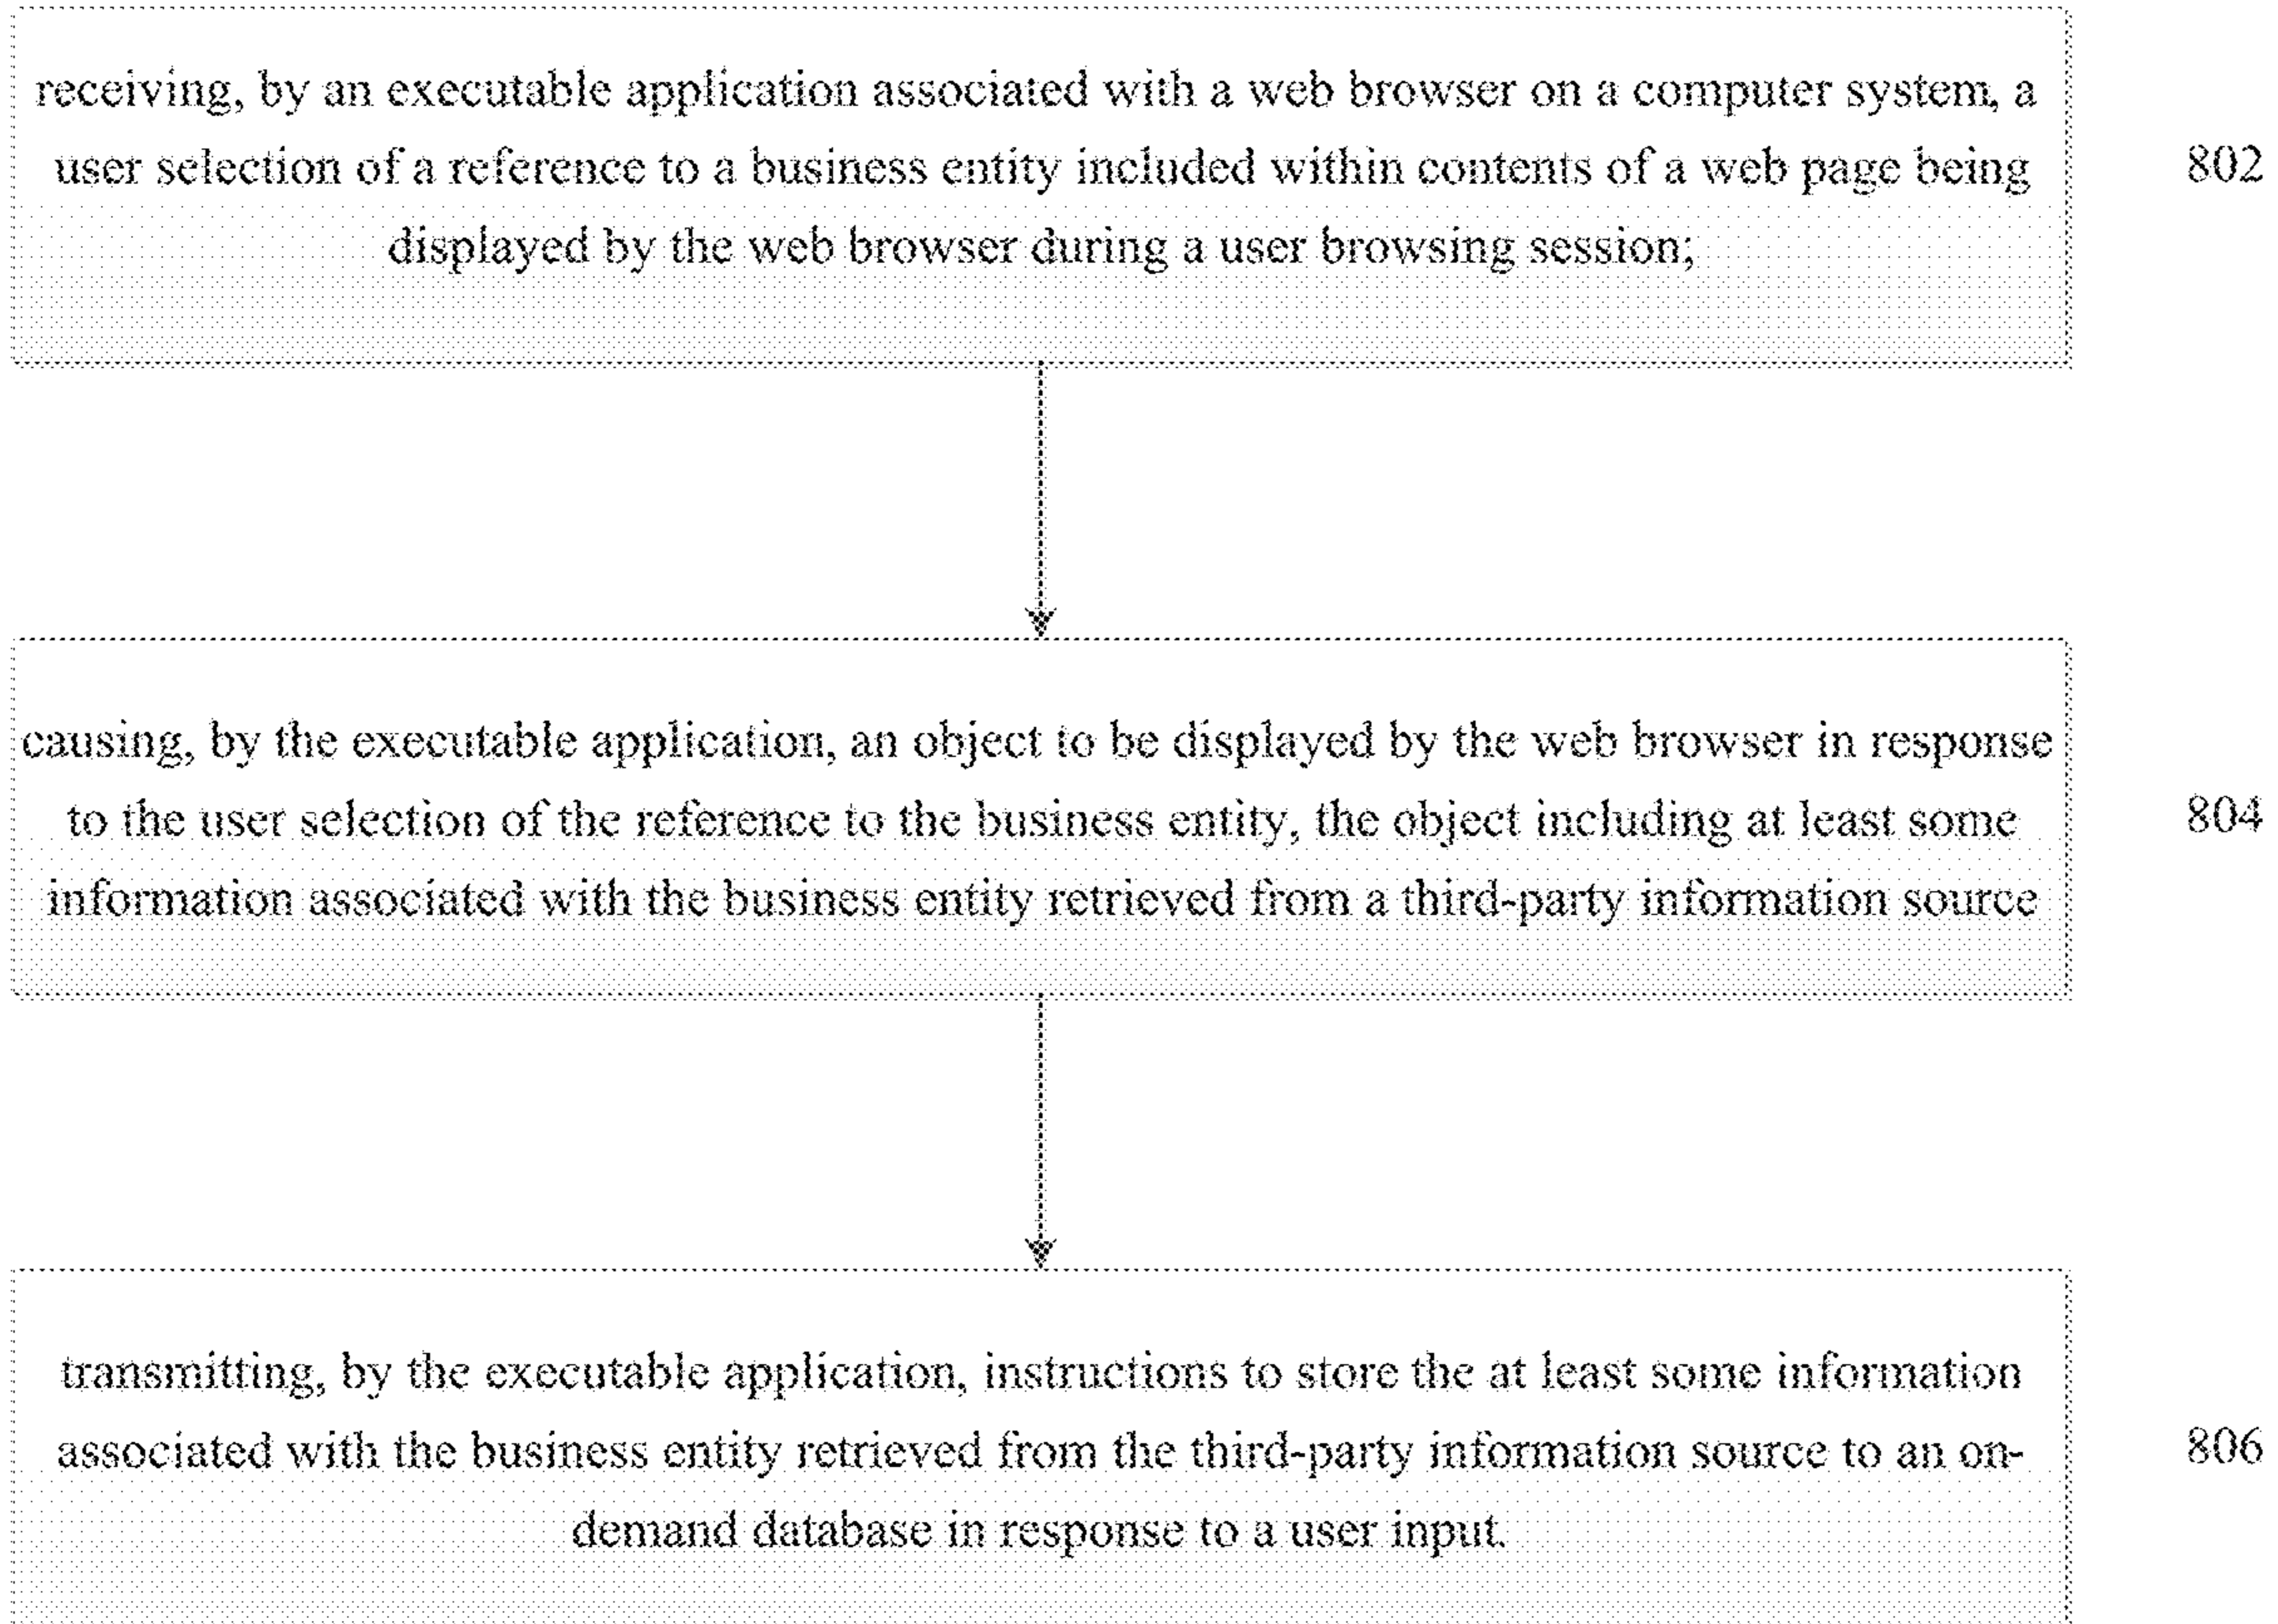 receiving, by an executable application associated with a web browser on a computer system, a
user selection of a reference to a business entity included within contents of a web page being
displayed by the web browser during a user browsing session;
802
causing, by the executable application, an object to be displayed by the web browser in response
to the user selection of the reference to the business entity, the object including at least some
information associated with the business entity retrieved from a third-party information source
804
transmitting, by the executable application, instructions to store the at least some information
associated with the business entity retrieved from the third-party information source to an on-
demand database in response to a user input.
806